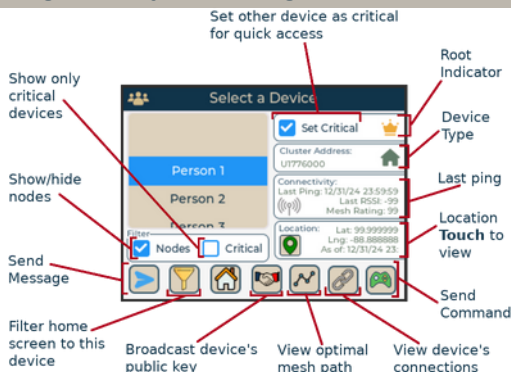 Set other device as critical
for quick access
Root
Indicator
Show only
critical
devices
Select a Device
Set Critical
Device
Type
Cluster Address:
U1776000
Person 1
Connectivity:
Last Ping: 12/31/24 23:59:59
Last RSSI: -99
Mesh Rating: 99
Last ping
Show/hide
nodes
Person 2
Person 3
Location:
Lat: 99.999999
Lng: -88.888888
As of: 12/31/24 23:
Location
Touch to
view
Filter
Nodes
Critical
Send
Message
Send
Command
Filter home
screen to this
device
Broadcast device's
public key
View optimal
mesh path
View device's
connections